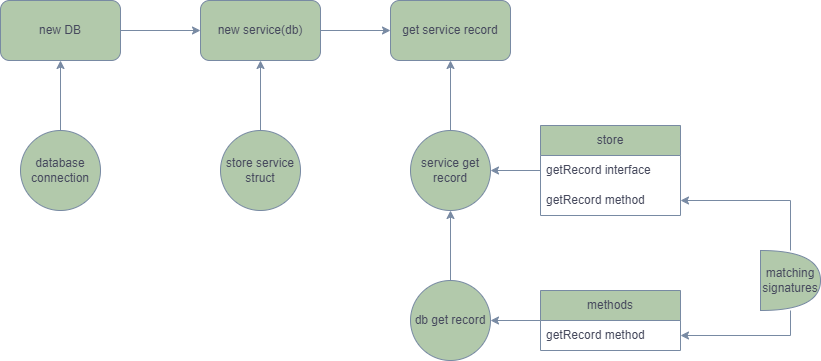 new DB
new service(db)
get service record
database
connection
store service
struct
service get
record
store
getRecord interface
getRecord method
matching
signatures
db get record
methods
getRecord method